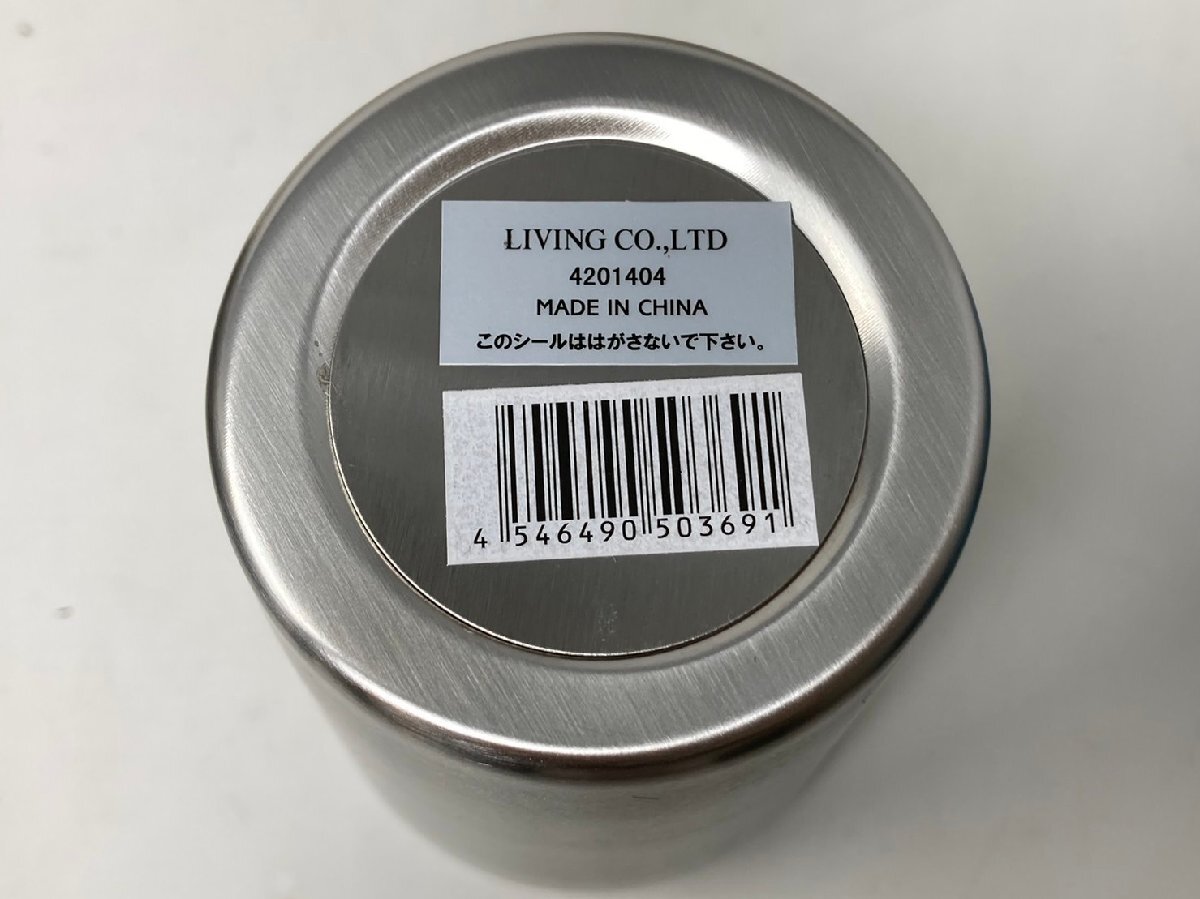 LIVING CO.,LTD
4201404
MADE IN CHINA
このシールははがさないで下さい。
4 546490 503691